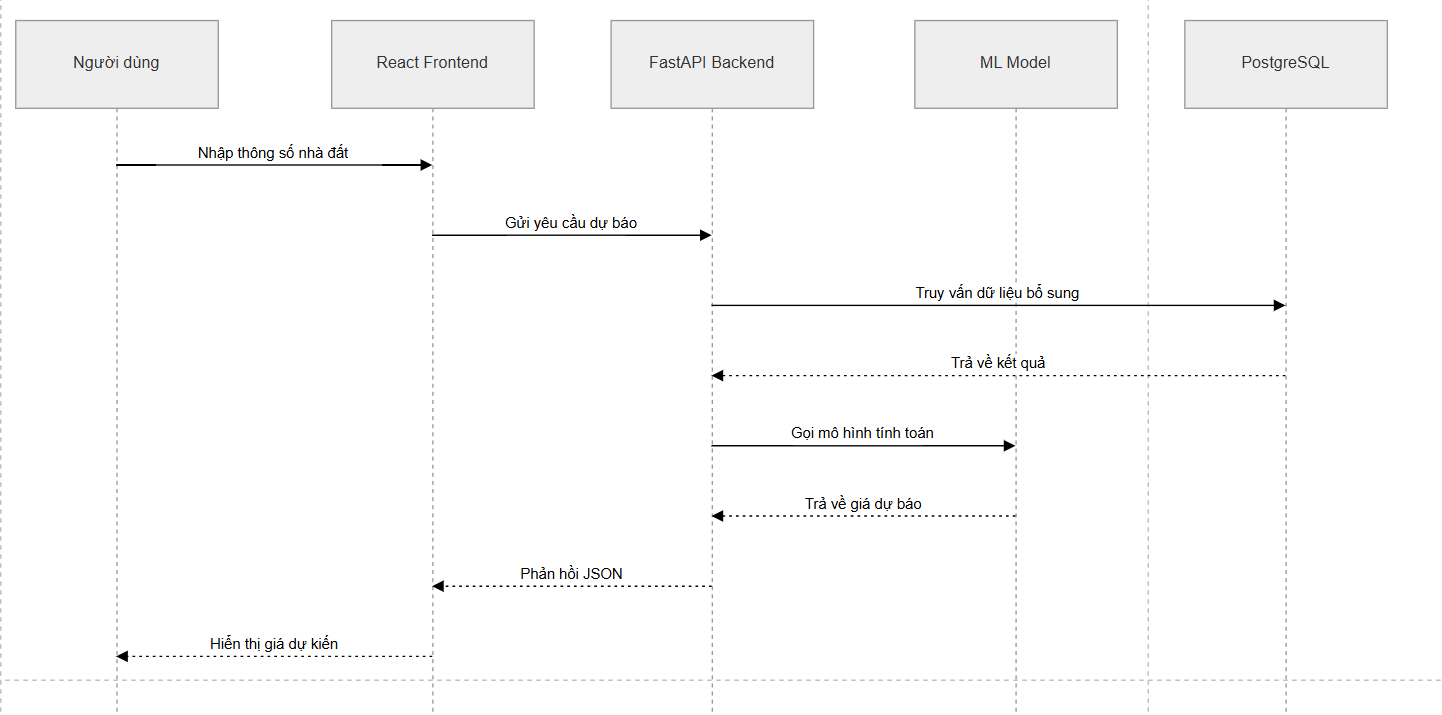 Người dùng
React Frontend
FastAPI Backend
ML Model
PostgreSQL
Nhập thông số nhà đất
Gửi yêu cầu dự báo
Truy vấn dữ liệu bổ sung
Trả về kết quả
Gọi mô hình tính toán
Trả về giá dự báo
Phản hồi JSON
Hiển thị giá dự kiến